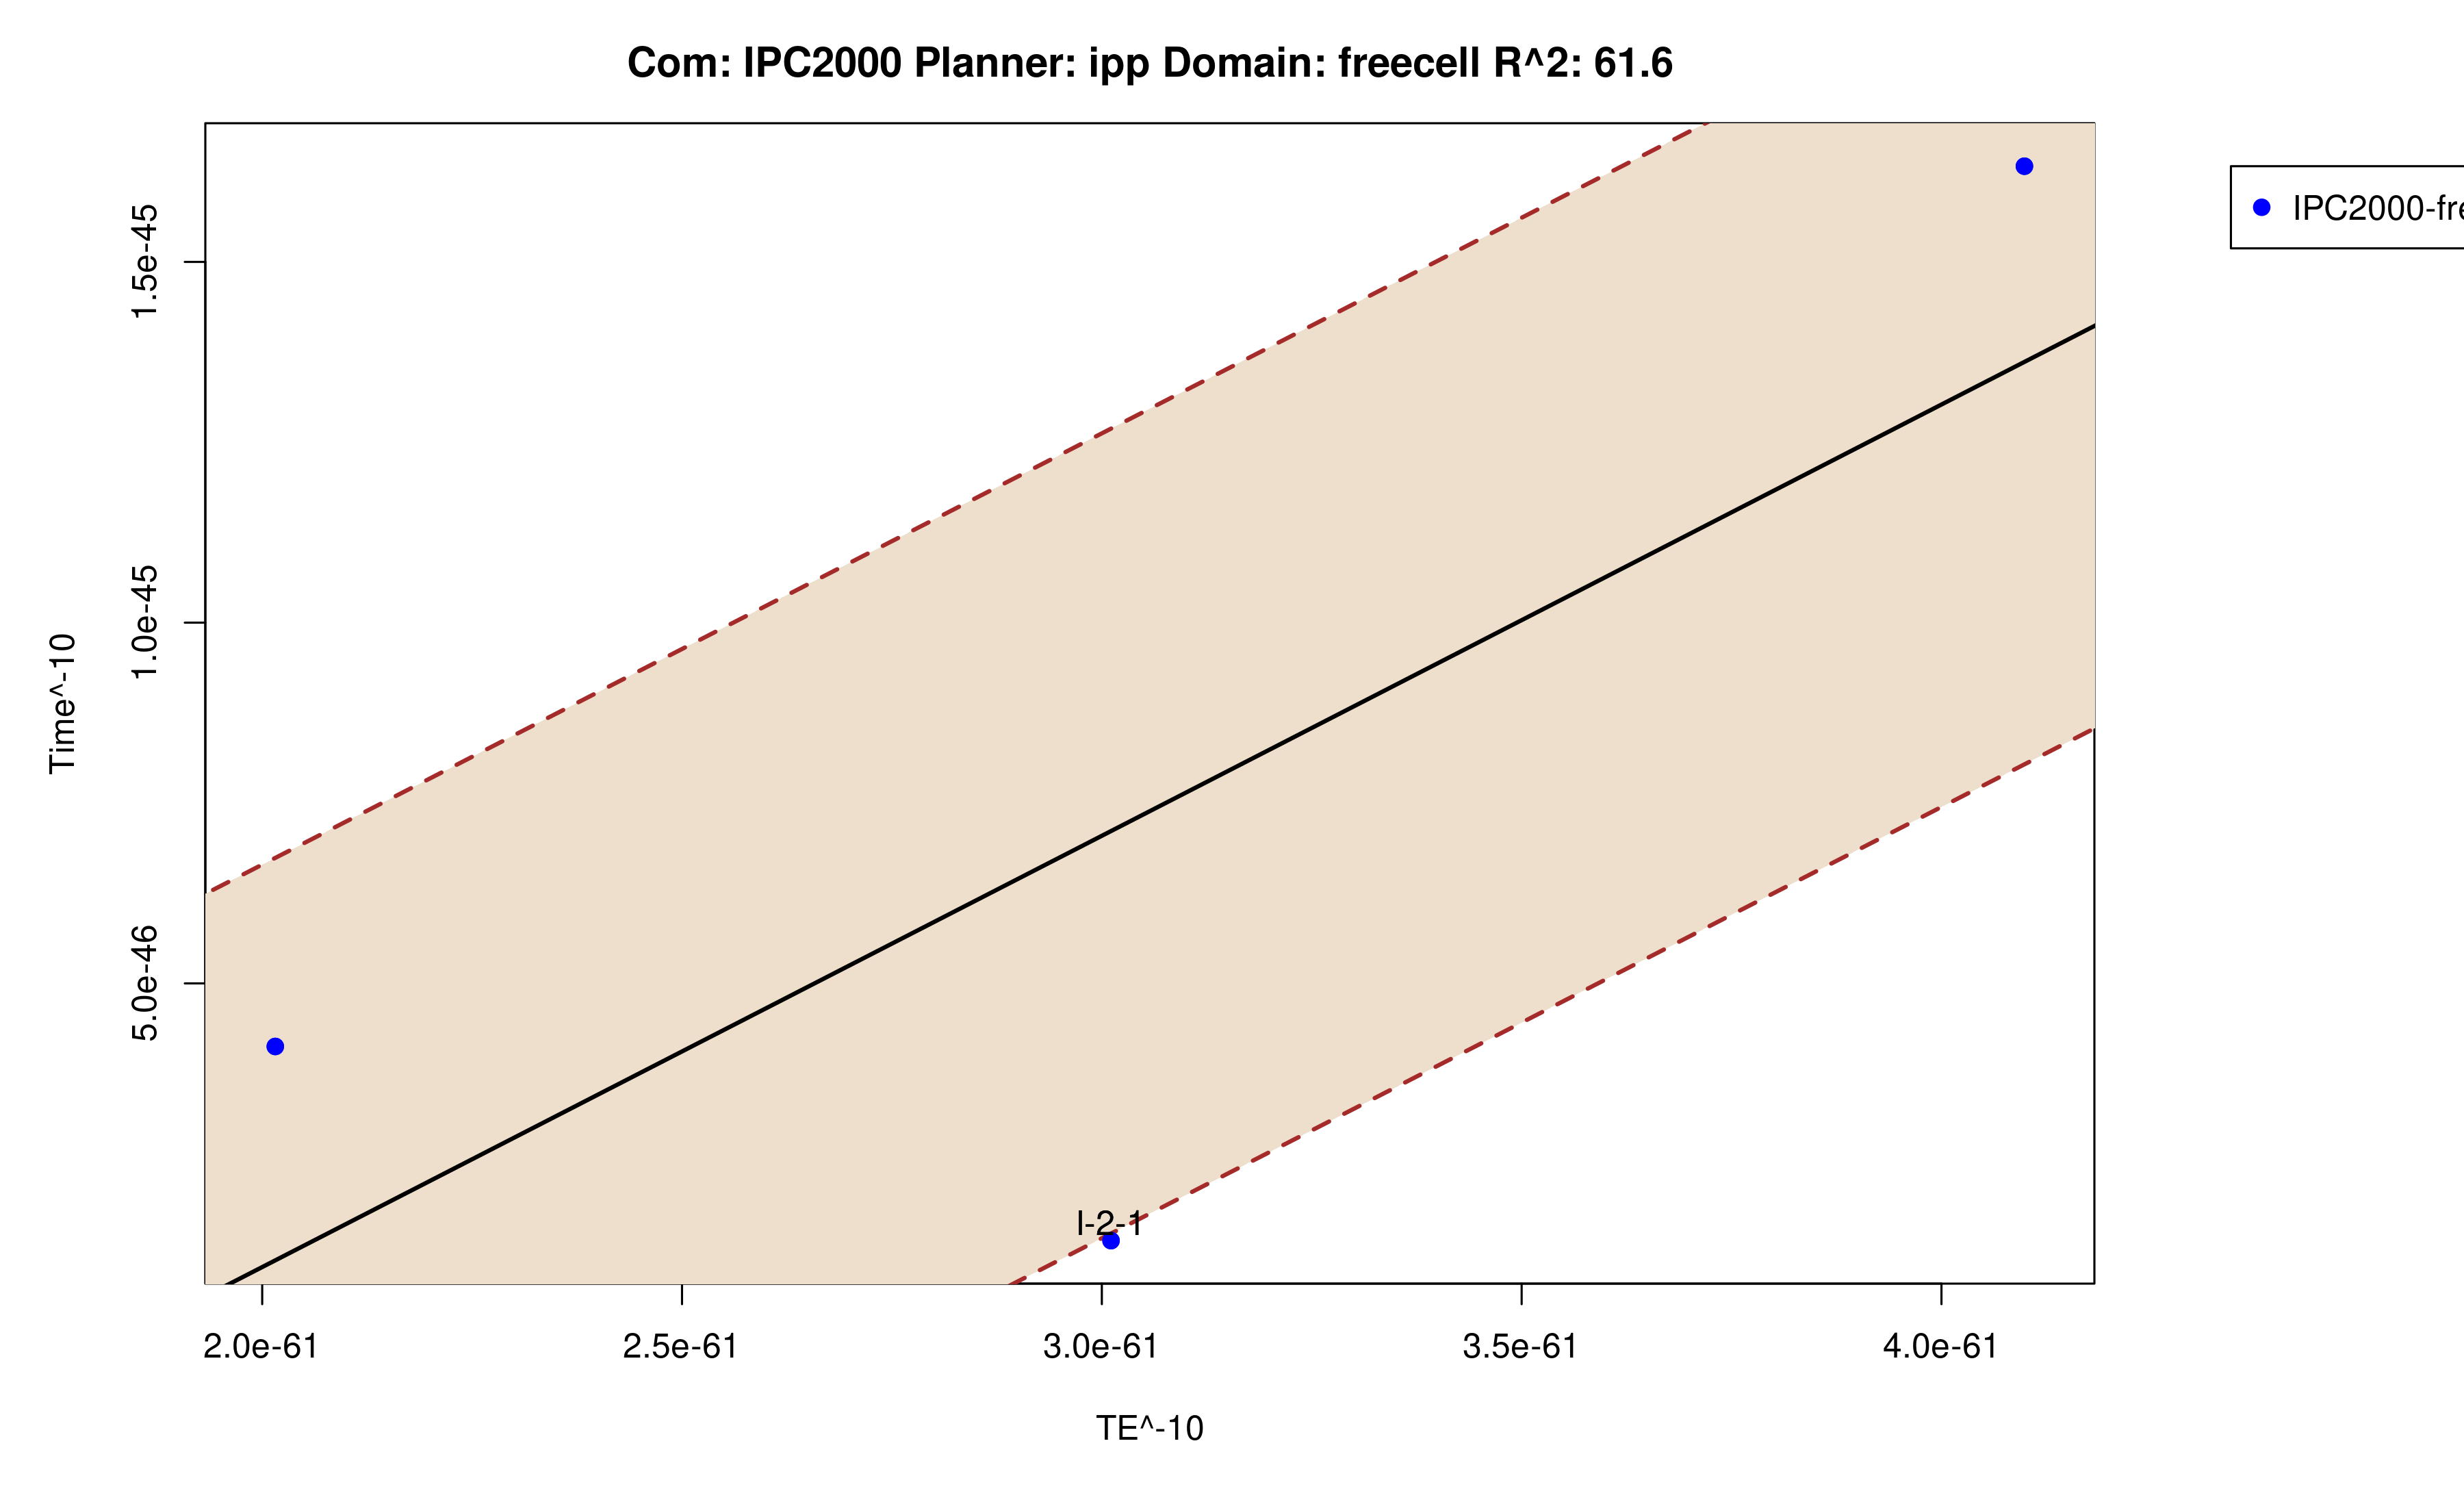 Com: IPC2000 Planner: ipp Domain: freecell R^2: 61.6
IPC2000-fre
1.5e-45
1.0e-45
5.0e-46
Time^-10
I-2-1
2.0e-61
2.5e-61
3.0e-61
3.5e-61
4.0e-61
TE^-10